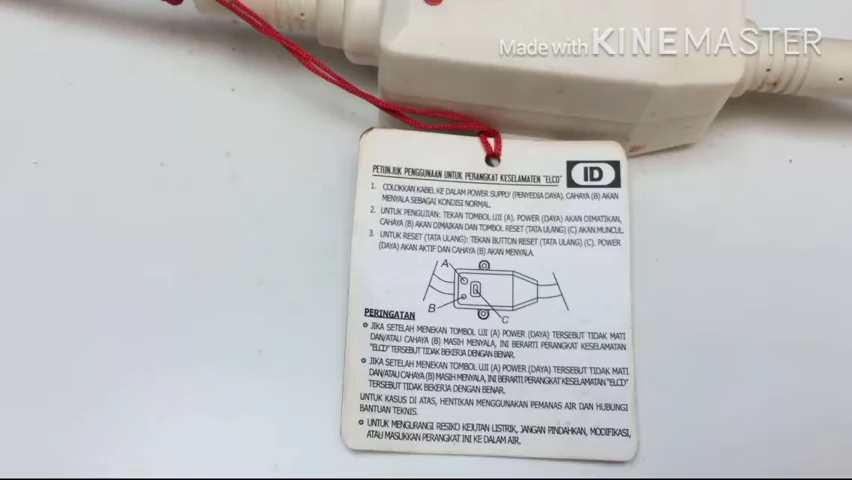 Made with KINEMASTER
PETUNJUK PENGGUNAAN UNTUK PERANGKAT KESELAMATEN "ELCD"
ID
1. COLOKKAN KABEL KE DALAM POWER SUPPLY (PENYEDIA DAYA). CAHAYA (B) AKAN
MENYALA SEBAGAI KONDISI NORMAL.
2. UNTUK PENGUJIAN: TEKAN TOMBOL UJI (A). POWER (DAYA) AKAN DIMATIKAN,
CAHAYA (B) AKAN DIMAIKAN DAN TOMBOL RESET (TATA ULANG) (C) AKAN MUNCUL.
3. UNTUK RESET (TATA ULANG): TEKAN BUTTON RESET (TATA ULANG) (C). POWER
(DAYA) AKAN AKTIF DAN CAHAYA (B) AKAN MENYALA.
A
B
C
PERINGATAN
JIKA SETELAH MENEKAN TOMBOL UJI (A) POWER (DAYA) TERSEBUT TIDAK MATI
DAN/ATAU CAHAYA (B) MASIH MENYALA, INI BERARTI PERANGKAT KESELAMATAN
"ELCD" TERSEBUT TIDAK BEKERJA DENGAN BENAR.
JIKA SETELAH MENEKAN TOMBOL UJI (A) POWER (DAYA) TERSEBUT TIDAK MATI
DAN/ATAU CAHAYA (B) MASIH MENYALA, INI BERARTI PERANGKAT KESELAMATAN "ELCD"
TERSEBUT TIDAK BEKERJA DENGAN BENAR.
UNTUK KASUS DI ATAS, HENTIKAN MENGGUNAKAN PEMANAS AIR DAN HUBUNGI
BANTUAN TEKNIS.
UNTUK MENGURANGI RESIKO KEJUTAN LISTRIK, JANGAN PINDAHKAN, MODIFIKASI,
ATAU MASUKKAN PERANGKAT INI KE DALAM AIR.